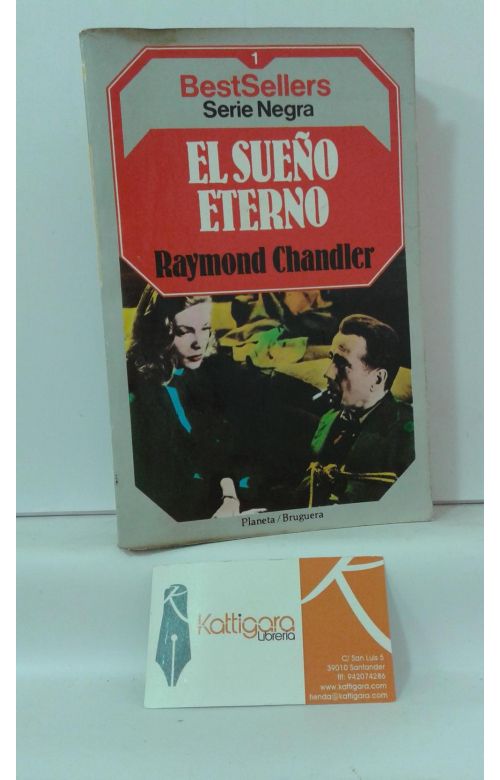 1
BestSellers
Serie Negra
EL SUEÑO
ETERNO
Raymond Chandler
Planeta / Bruguera
Kattigara
Librería
C/ San Luis 5
39010 Santander
tlf: 942074286
www.kattigara.com
tienda@kattigara.com